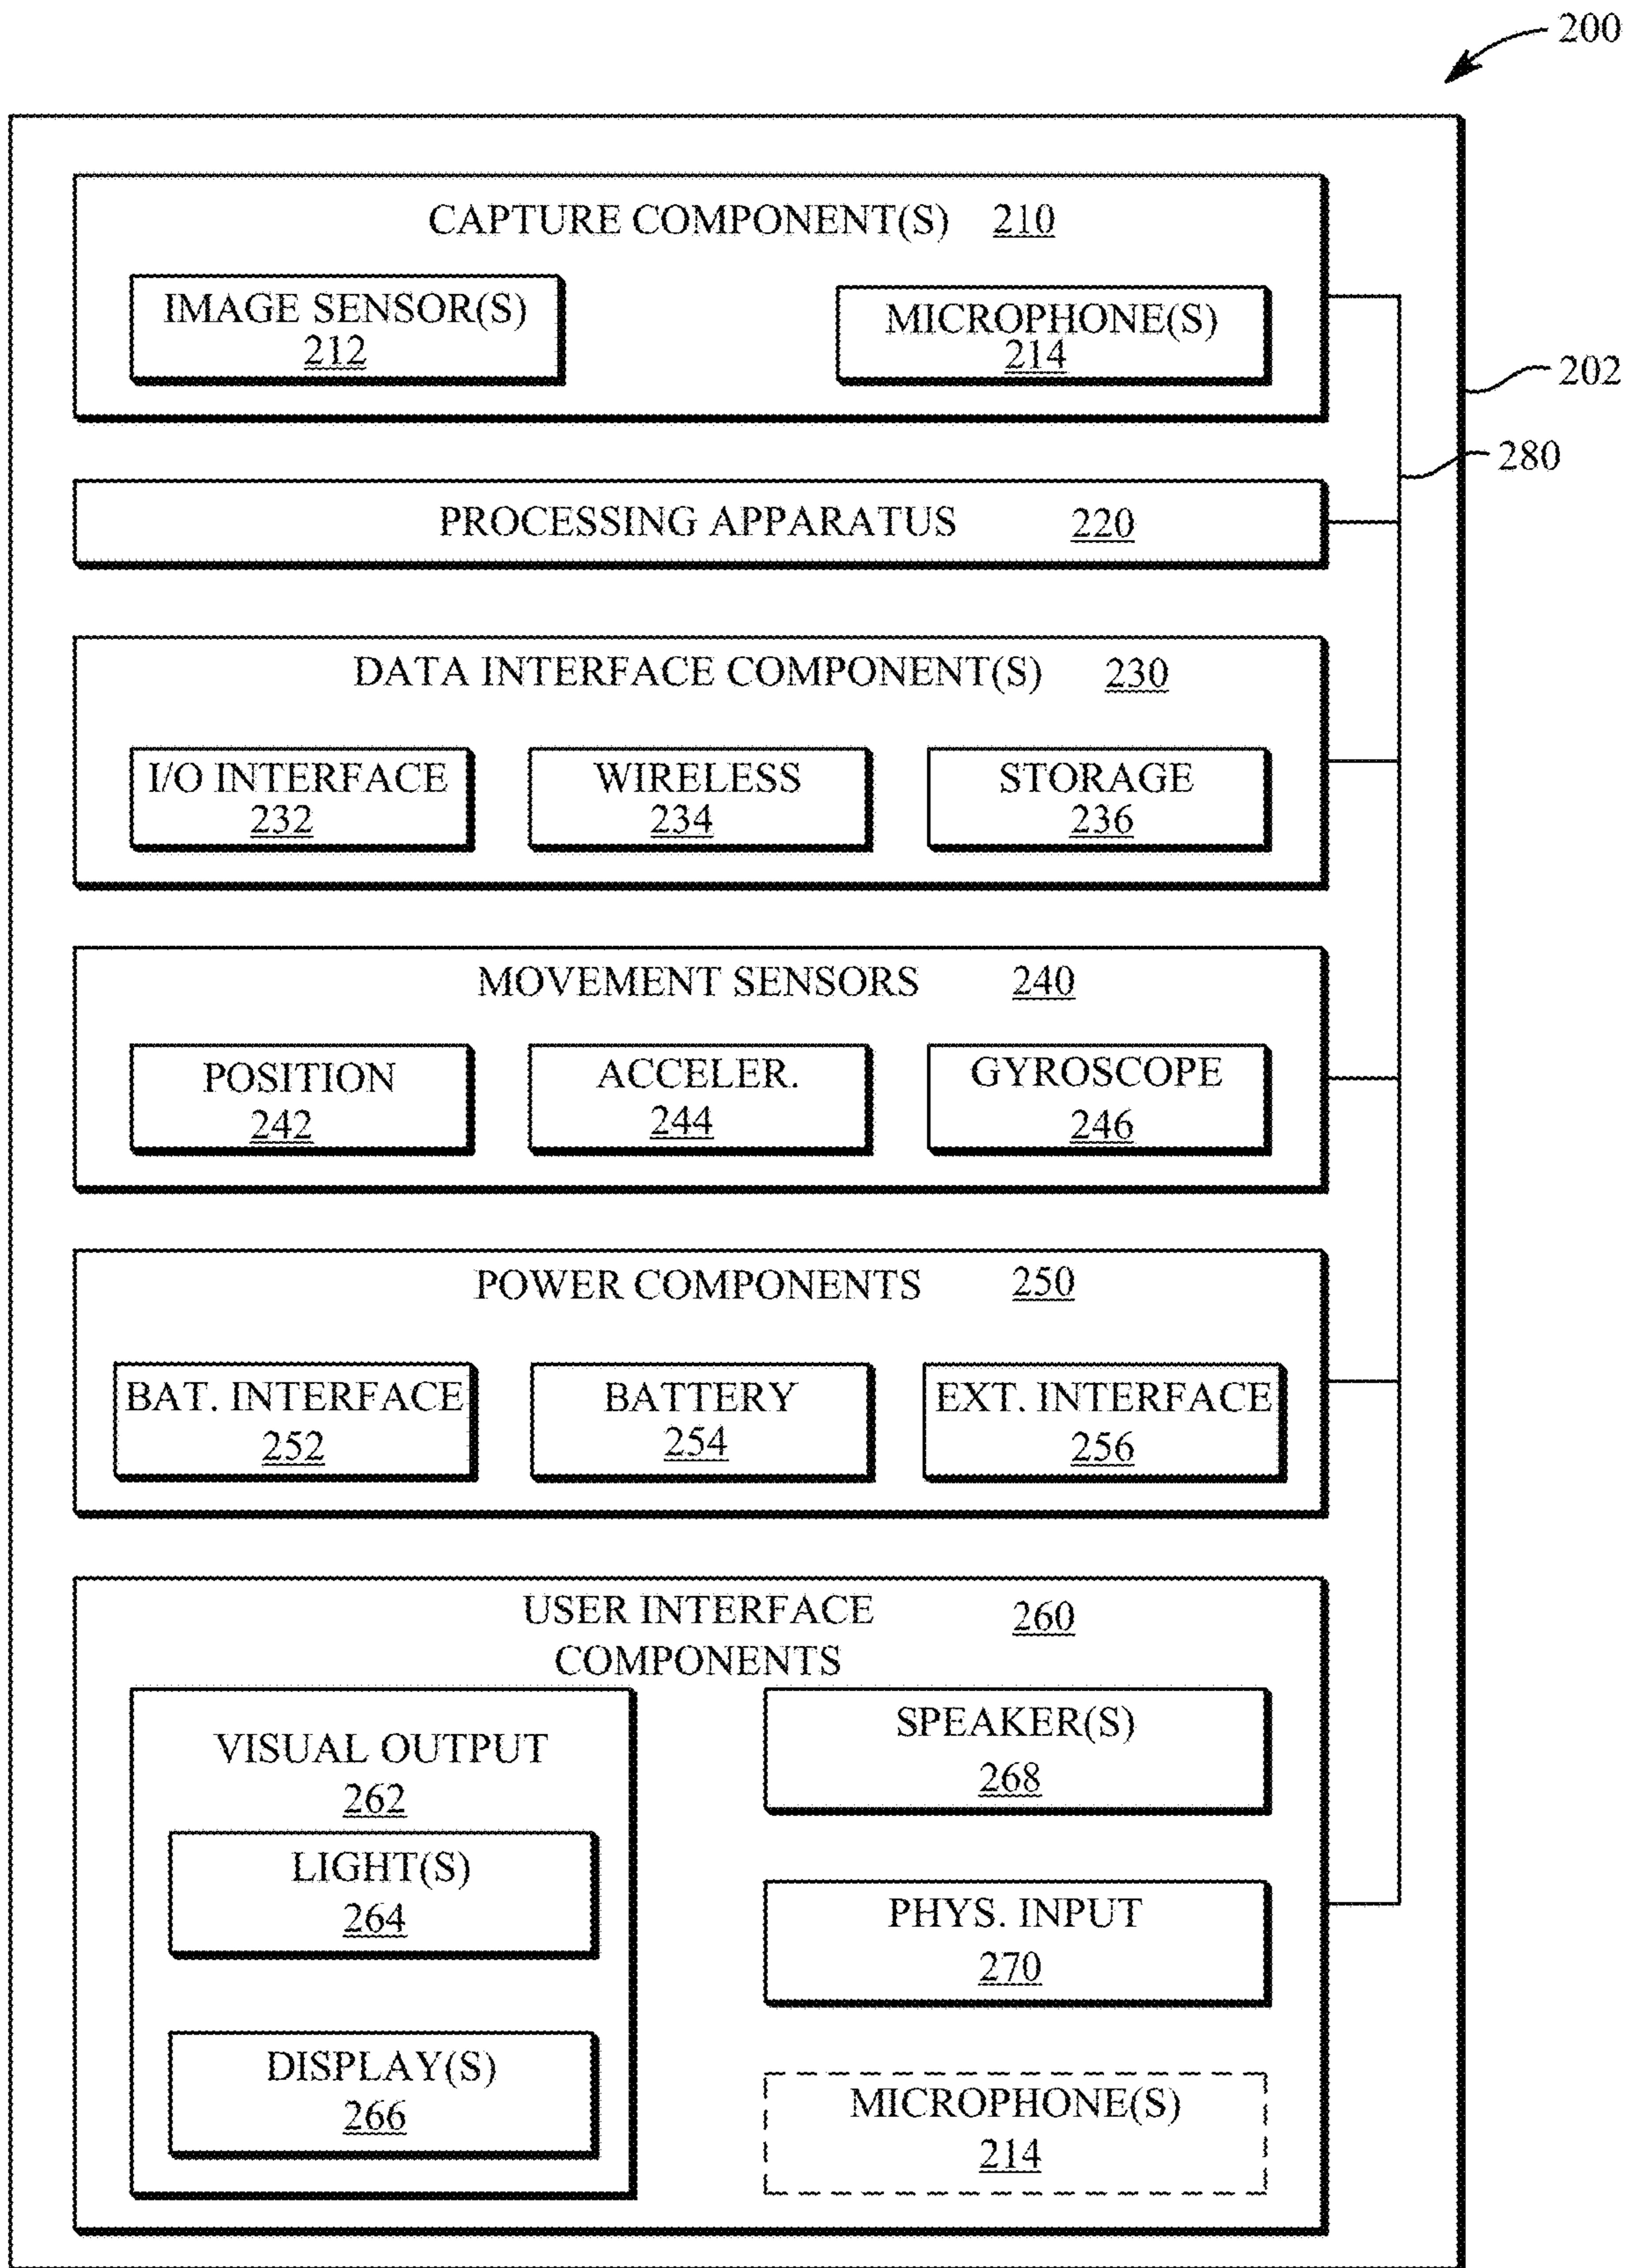 200
CAPTURE COMPONENT(S) 210
IMAGE SENSOR(S)
212
MICROPHONE(S)
214
202
280
PROCESSING APPARATUS 220
DATA INTERFACE COMPONENT(S) 230
I/O INTERFACE
232
WIRELESS
234
STORAGE
236
MOVEMENT SENSORS 240
POSITION
242
ACCELER.
244
GYROSCOPE
246
POWER COMPONENTS 250
BAT. INTERFACE
252
BATTERY
254
EXT. INTERFACE
256
USER INTERFACE 260
COMPONENTS
VISUAL OUTPUT
262
LIGHT(S)
264
DISPLAY(S)
266
SPEAKER(S)
268
PHYS. INPUT
270
MICROPHONE(S)
214